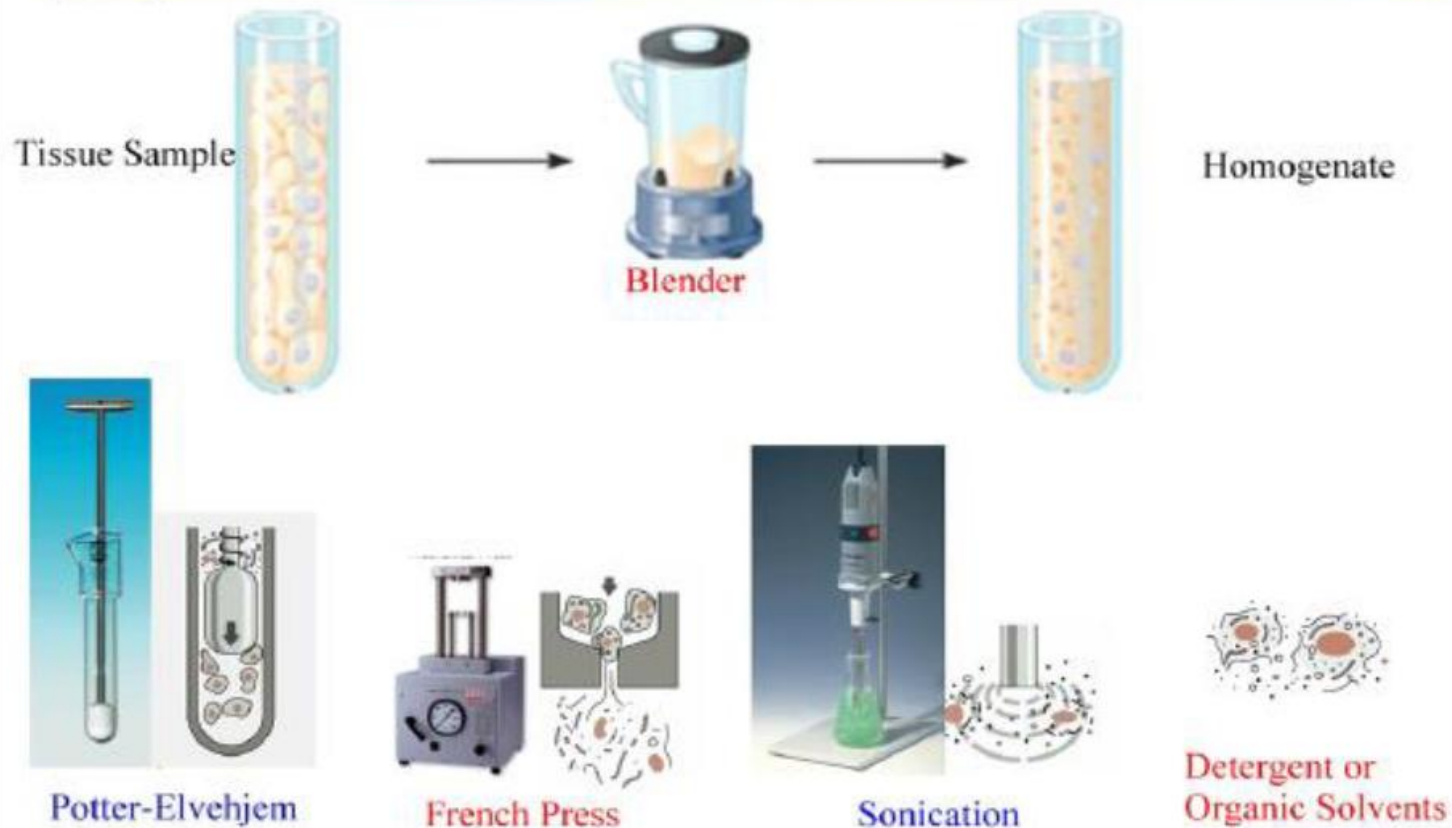 Tissue Sample
Homogenate
Blender
Potter-Elvehjem
French Press
Sonication
Detergent or
Organic Solvents